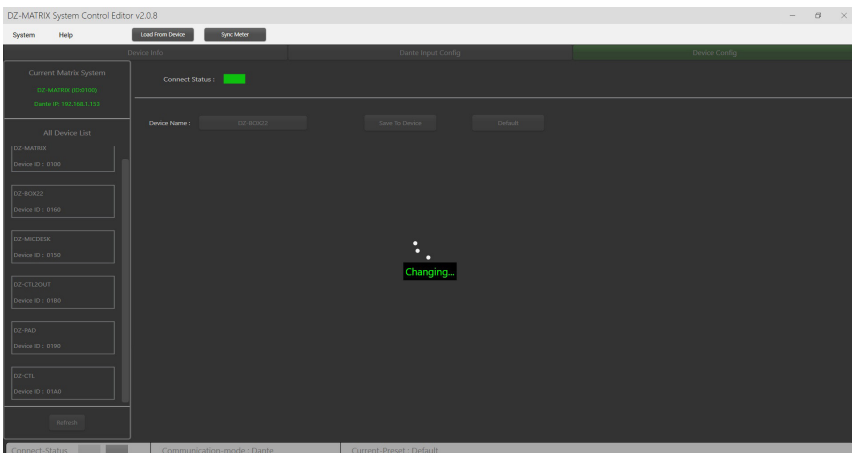 DZ-MATRIX System Control Editor v2.0.8
System Help Load From Device Sync Meter
Device Info Dante Input Config Device Config
Current Matrix System
DZ-MATRIX (ID:0100)
Dante IP: 192.168.1.153
Connect Status :
Device Name : DZ-BOX22 Save To Device Default
All Device List
DZ-MATRIX
Device ID : 0100
DZ-BOX22
Device ID : 0160
DZ-MICDESK
Device ID : 0150
DZ-CTL2OUT
Device ID : 01B0
DZ-PAD
Device ID : 0190
DZ-CTL
Device ID : 01A0
Refresh
Changing...
Connect-Status Communication-mode : Dante Current-Preset : Default